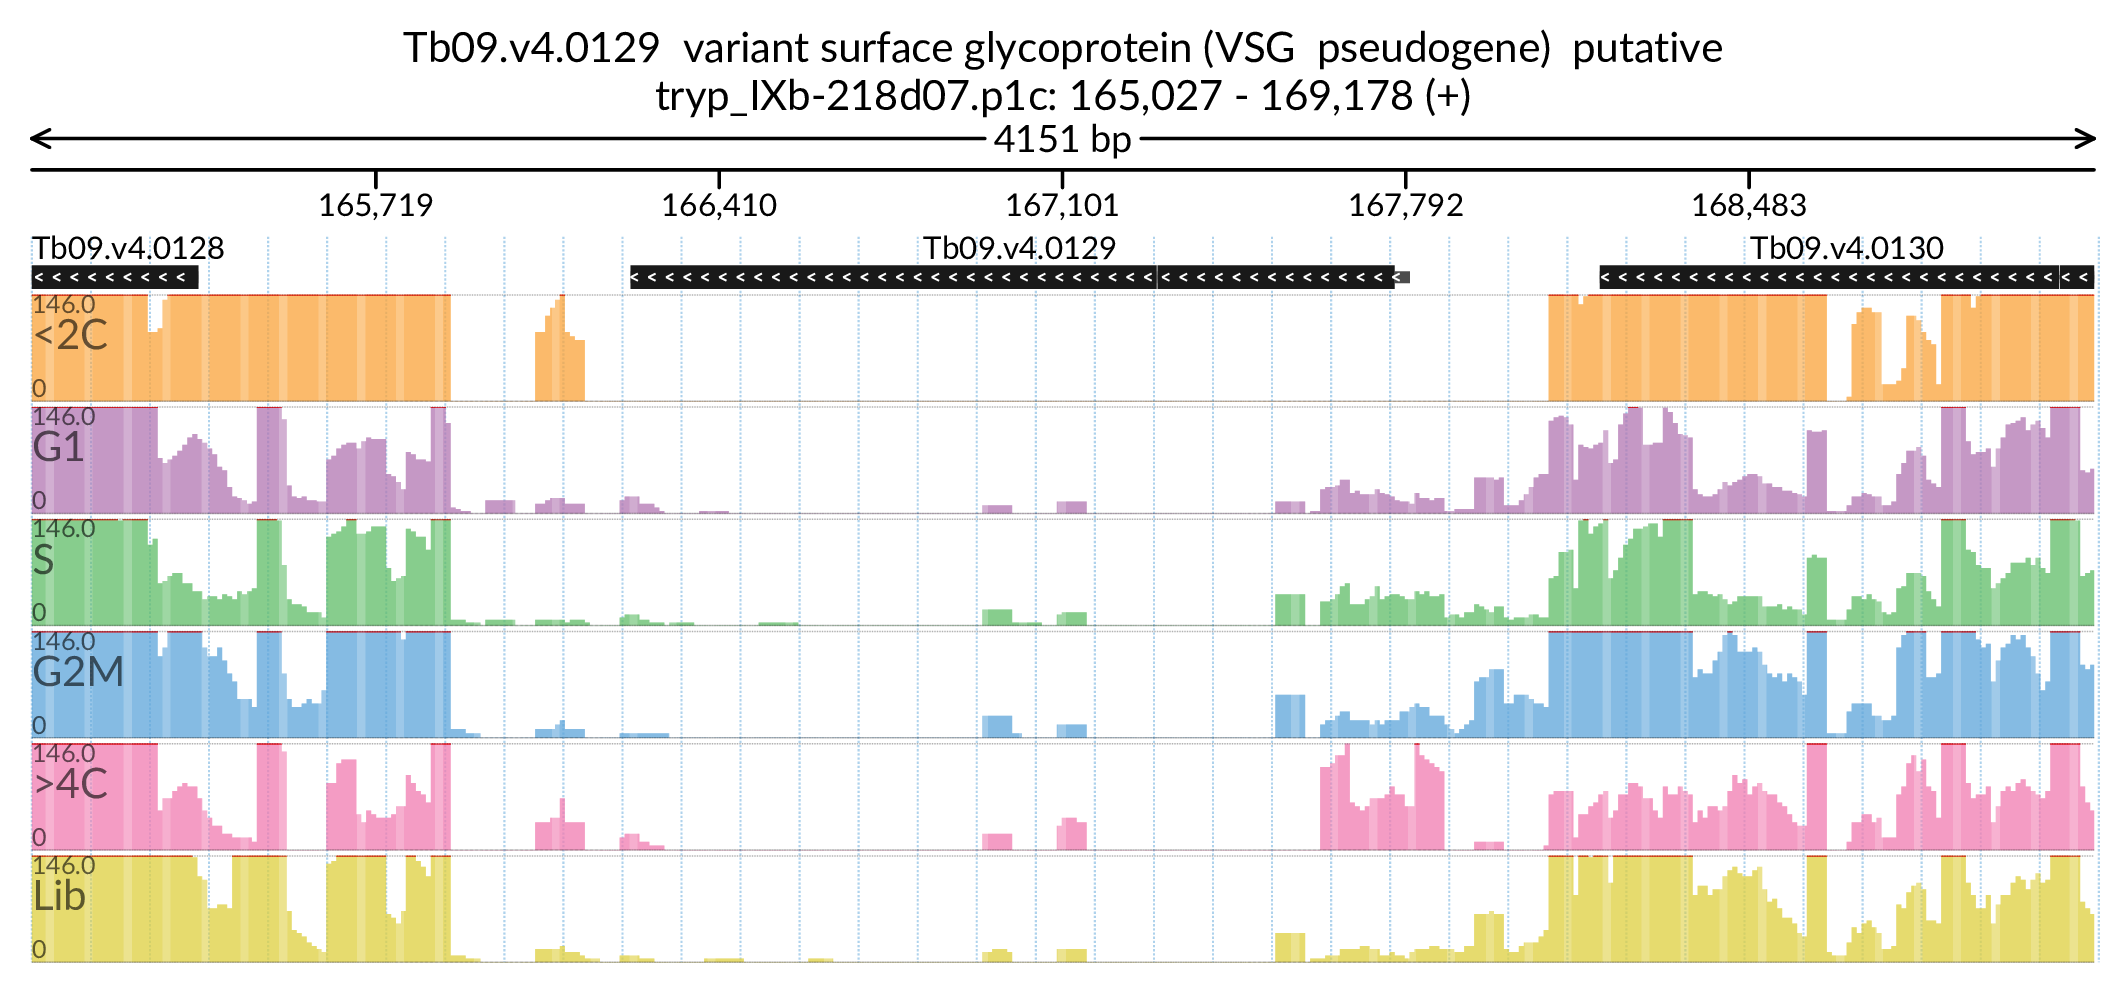 Tb09.v4.0129 variant surface glycoprotein (VSG pseudogene) putative
tryp_IXb-218d07.p1c: 165,027 - 169,178 (+)
4151 bp
165,719 166,410 167,101 167,792 168,483
Tb09.v4.0128 Tb09.v4.0129 Tb09.v4.0130
146.0
<2C
0
146.0
G1
0
146.0
S
0
146.0
G2M
0
146.0
>4C
0
146.0
Lib
0